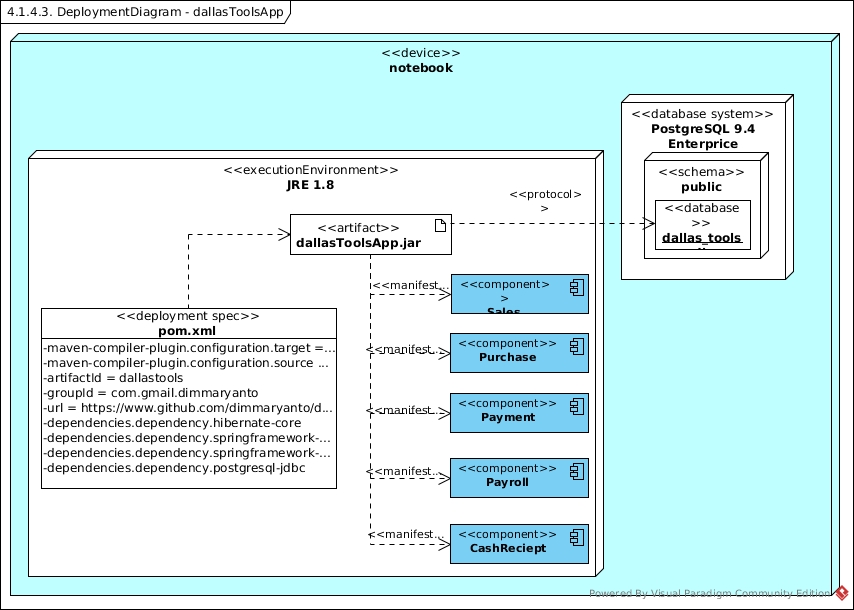 4.1.4.3. DeploymentDiagram - dallasToolsApp
<<device>>
notebook
<<database system>>
PostgreSQL 9.4
Enterprice
<<schema>>
public
<<database
>>
dallas_tools
<<executionEnvironment>>
JRE 1.8
<<protocol>
>
<<artifact>>
dallasToolsApp.jar
<<manifest...
<<component>
>
Sales
<<deployment spec>>
pom.xml
-maven-compiler-plugin.configuration.target =...
-maven-compiler-plugin.configuration.source ...
-artifactId = dallastools
-groupId = com.gmail.dimmaryanto
-url = https://www.github.com/dimmaryanto/d...
-dependencies.dependency.hibernate-core
-dependencies.dependency.springframework-...
-dependencies.dependency.springframework-...
-dependencies.dependency.postgresql-jdbc
<<manifest...
<<component>>
Purchase
<<manifest...
<<component>>
Payment
<<manifest...
<<component>>
Payroll
<<manifest...
<<component>>
CashReciept
Powered By Visual Paradigm Community Edition